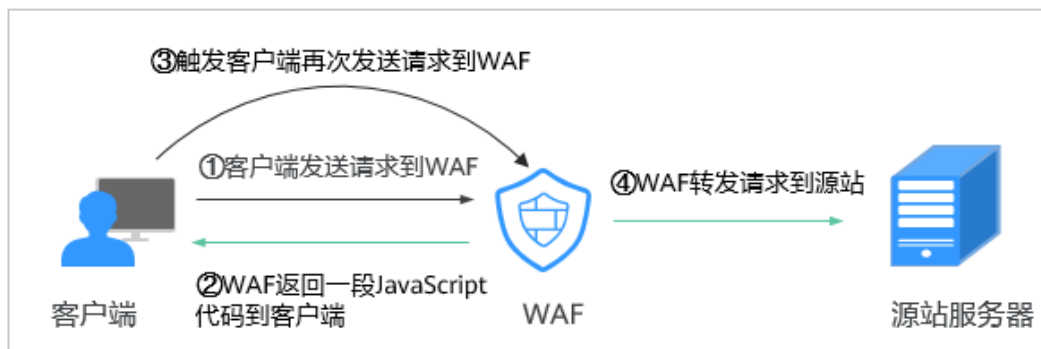 ③触发客户端再次发送请求到WAF
①客户端发送请求到WAF
④WAF转发请求到源站
②WAF返回一段JavaScript
代码到客户端
客户端
WAF
源站服务器